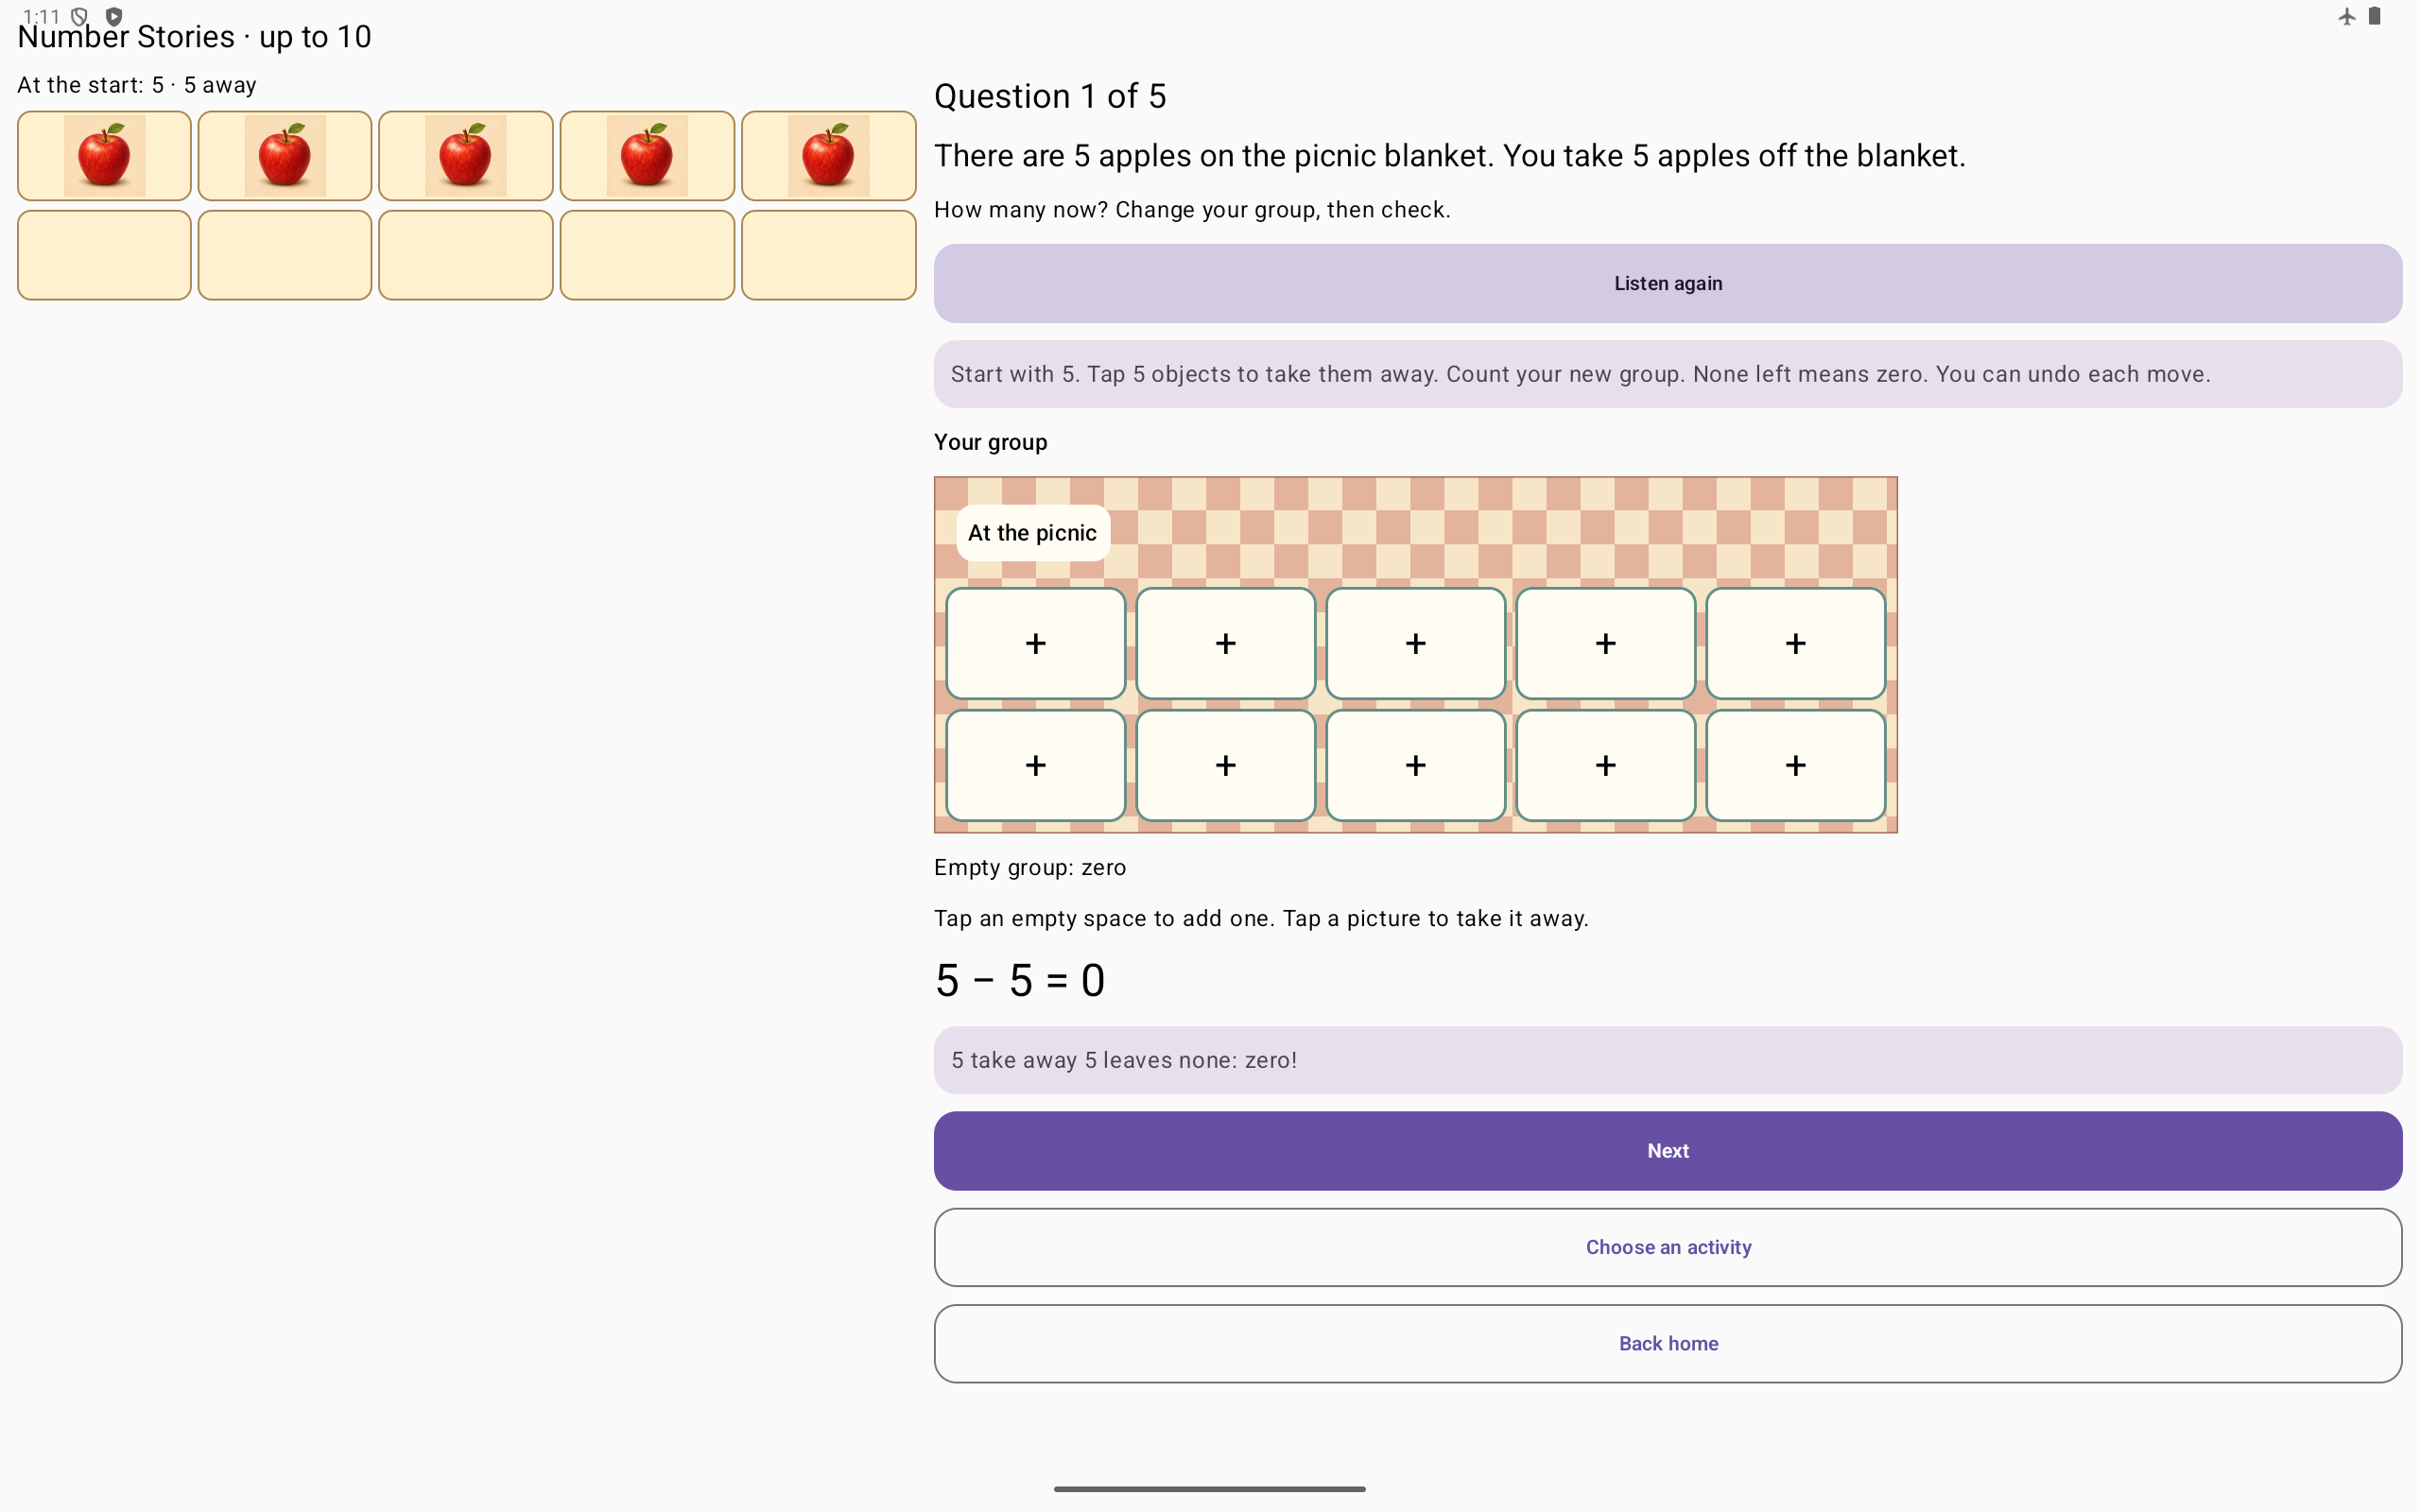 1:11
Number Stories · up to 10
At the start: 5 · 5 away
Question 1 of 5
There are 5 apples on the picnic blanket. You take 5 apples off the blanket.
How many now? Change your group, then check.
Listen again
Start with 5. Tap 5 objects to take them away. Count your new group. None left means zero. You can undo each move.
Your group
At the picnic
+ + + + +
+ + + + +
Empty group: zero
Tap an empty space to add one. Tap a picture to take it away.
5 − 5 = 0
5 take away 5 leaves none: zero!
Next
Choose an activity
Back home